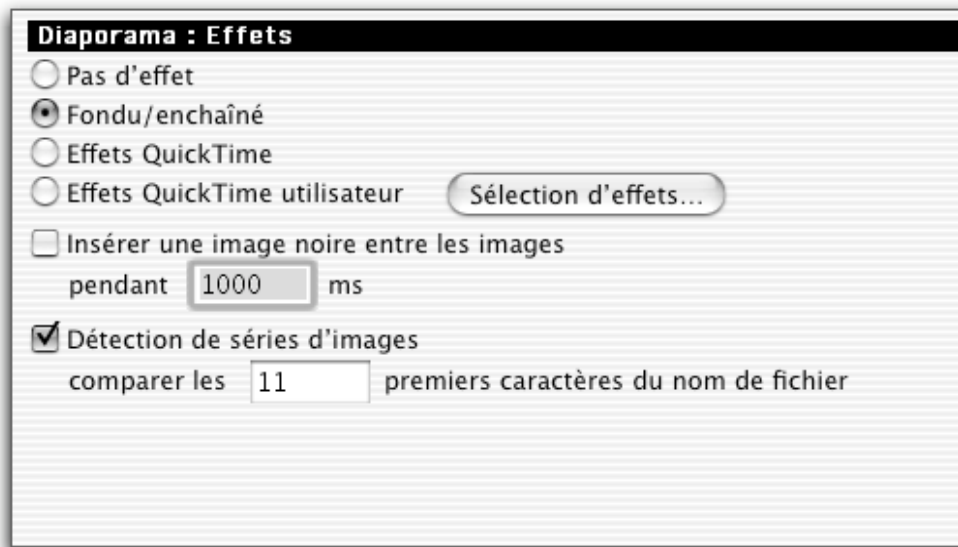 Diaporama : Effets
Pas d'effet
Fondu/enchaîné
Effets QuickTime
Effets QuickTime utilisateur Sélection d'effets...
Insérer une image noire entre les images
pendant 1000 ms
Détection de séries d'images
comparer les 11 premiers caractères du nom de fichier